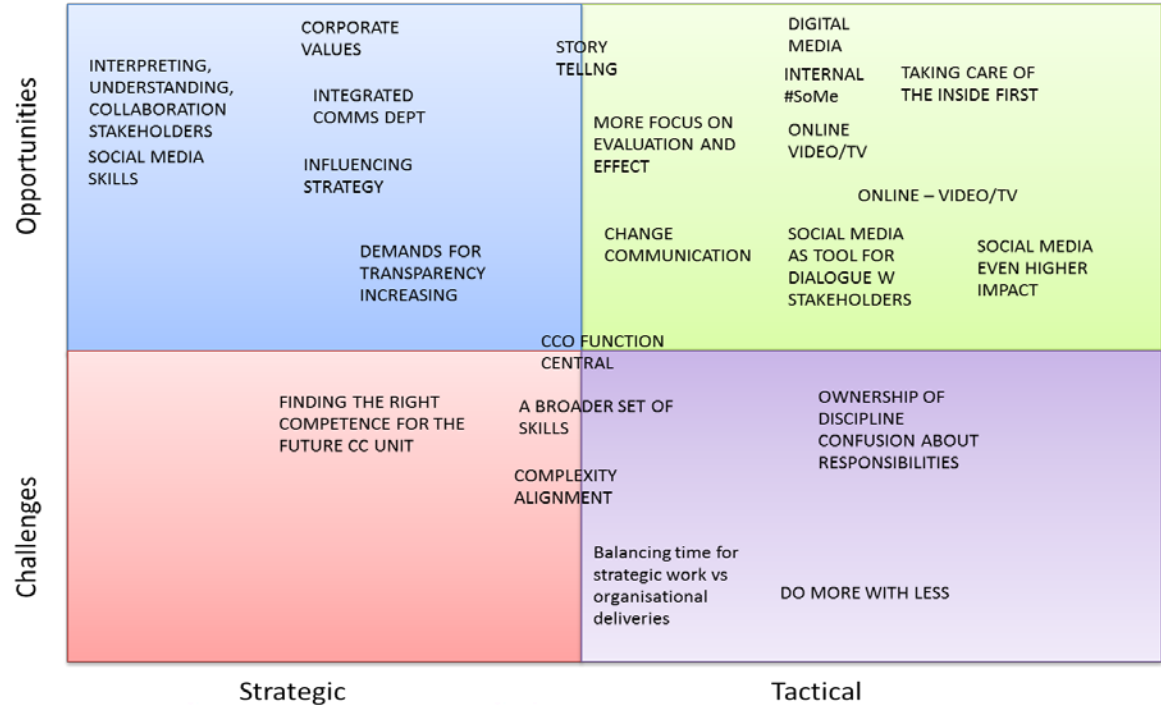 Opportunities
CORPORATE
VALUES
INTERPRETING,
UNDERSTANDING,
COLLABORATION
STAKEHOLDERS
SOCIAL MEDIA
SKILLS
INTEGRATED
COMMS DEPT
INFLUENCING
STRATEGY
DEMANDS FOR
TRANSPARENCY
INCREASING
STORY
TELLNG
DIGITAL
MEDIA
INTERNAL
#SoMe
TAKING CARE OF
THE INSIDE FIRST
MORE FOCUS ON
EVALUATION AND
EFFECT
ONLINE
VIDEO/TV
ONLINE – VIDEO/TV
CHANGE
COMMUNICATION
SOCIAL MEDIA
AS TOOL FOR
DIALOGUE W
STAKEHOLDERS
SOCIAL MEDIA
EVEN HIGHER
IMPACT
CCO FUNCTION
CENTRAL
Challenges
FINDING THE RIGHT
COMPETENCE FOR THE
FUTURE CC UNIT
A BROADER SET OF
SKILLS
COMPLEXITY
ALIGNMENT
OWNERSHIP OF
DISCIPLINE
CONFUSION ABOUT
RESPONSIBILITIES
Balancing time for
strategic work vs
organisational
deliveries
DO MORE WITH LESS
Strategic
Tactical